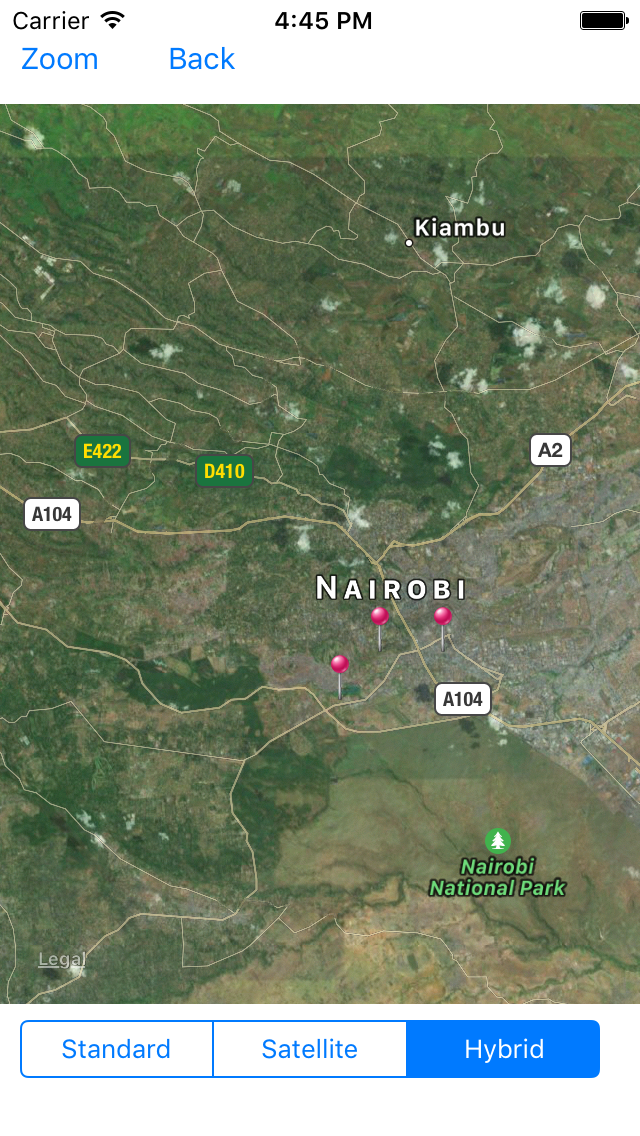 Carrier 4:45 PM
Zoom Back
Kiambu
E422
D410
A2
A104
NAIROBI
A104
Nairobi
National Park
Legal
Standard Satellite Hybrid